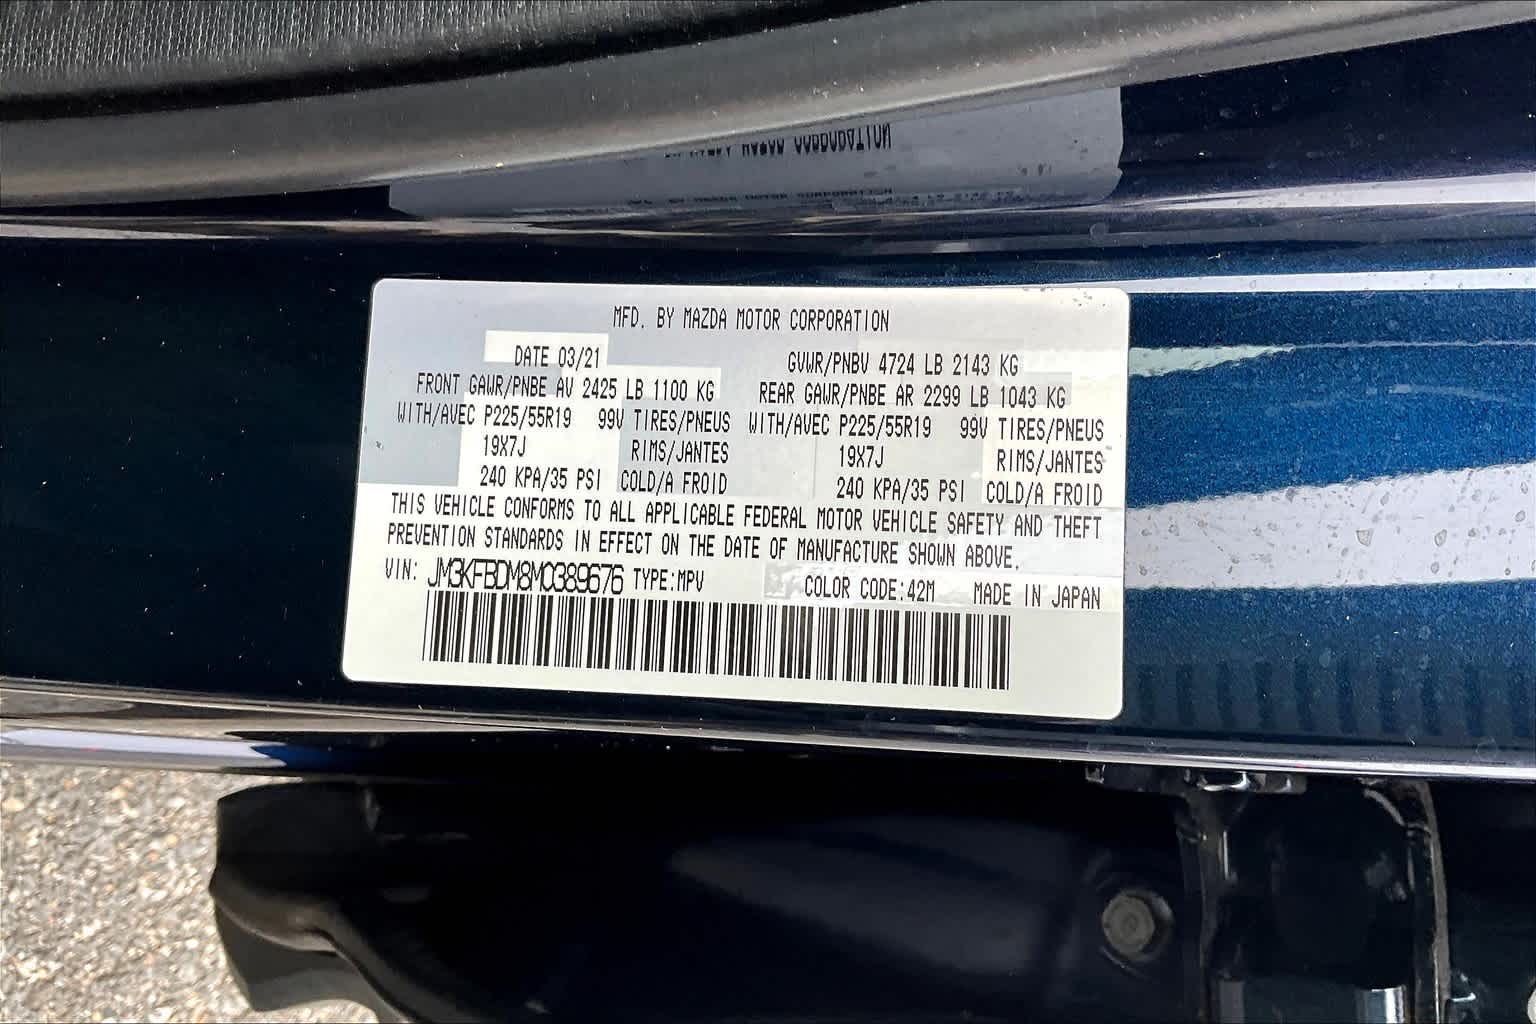 MFD. BY MAZDA MOTOR CORPORATION
DATE 03/21 GVWR/PNBV 4724 LB 2143 KG
FRONT GAWR/PNBE AV 2425 LB 1100 KG REAR GAWR/PNBE AR 2299 LB 1043 KG
WITH/AVEC P225/55R19 99V TIRES/PNEUS WITH/AVEC P225/55R19 99V TIRES/PNEUS
19X7J RIMS/JANTES 19X7J RIMS/JANTES
240 KPA/35 PSI COLD/A FROID 240 KPA/35 PSI COLD/A FROID
THIS VEHICLE CONFORMS TO ALL APPLICABLE FEDERAL MOTOR VEHICLE SAFETY AND THEFT
PREVENTION STANDARDS IN EFFECT ON THE DATE OF MANUFACTURE SHOWN ABOVE.
VIN: JM3KFBDM8M0389676 TYPE:MPV COLOR CODE:42M MADE IN JAPAN